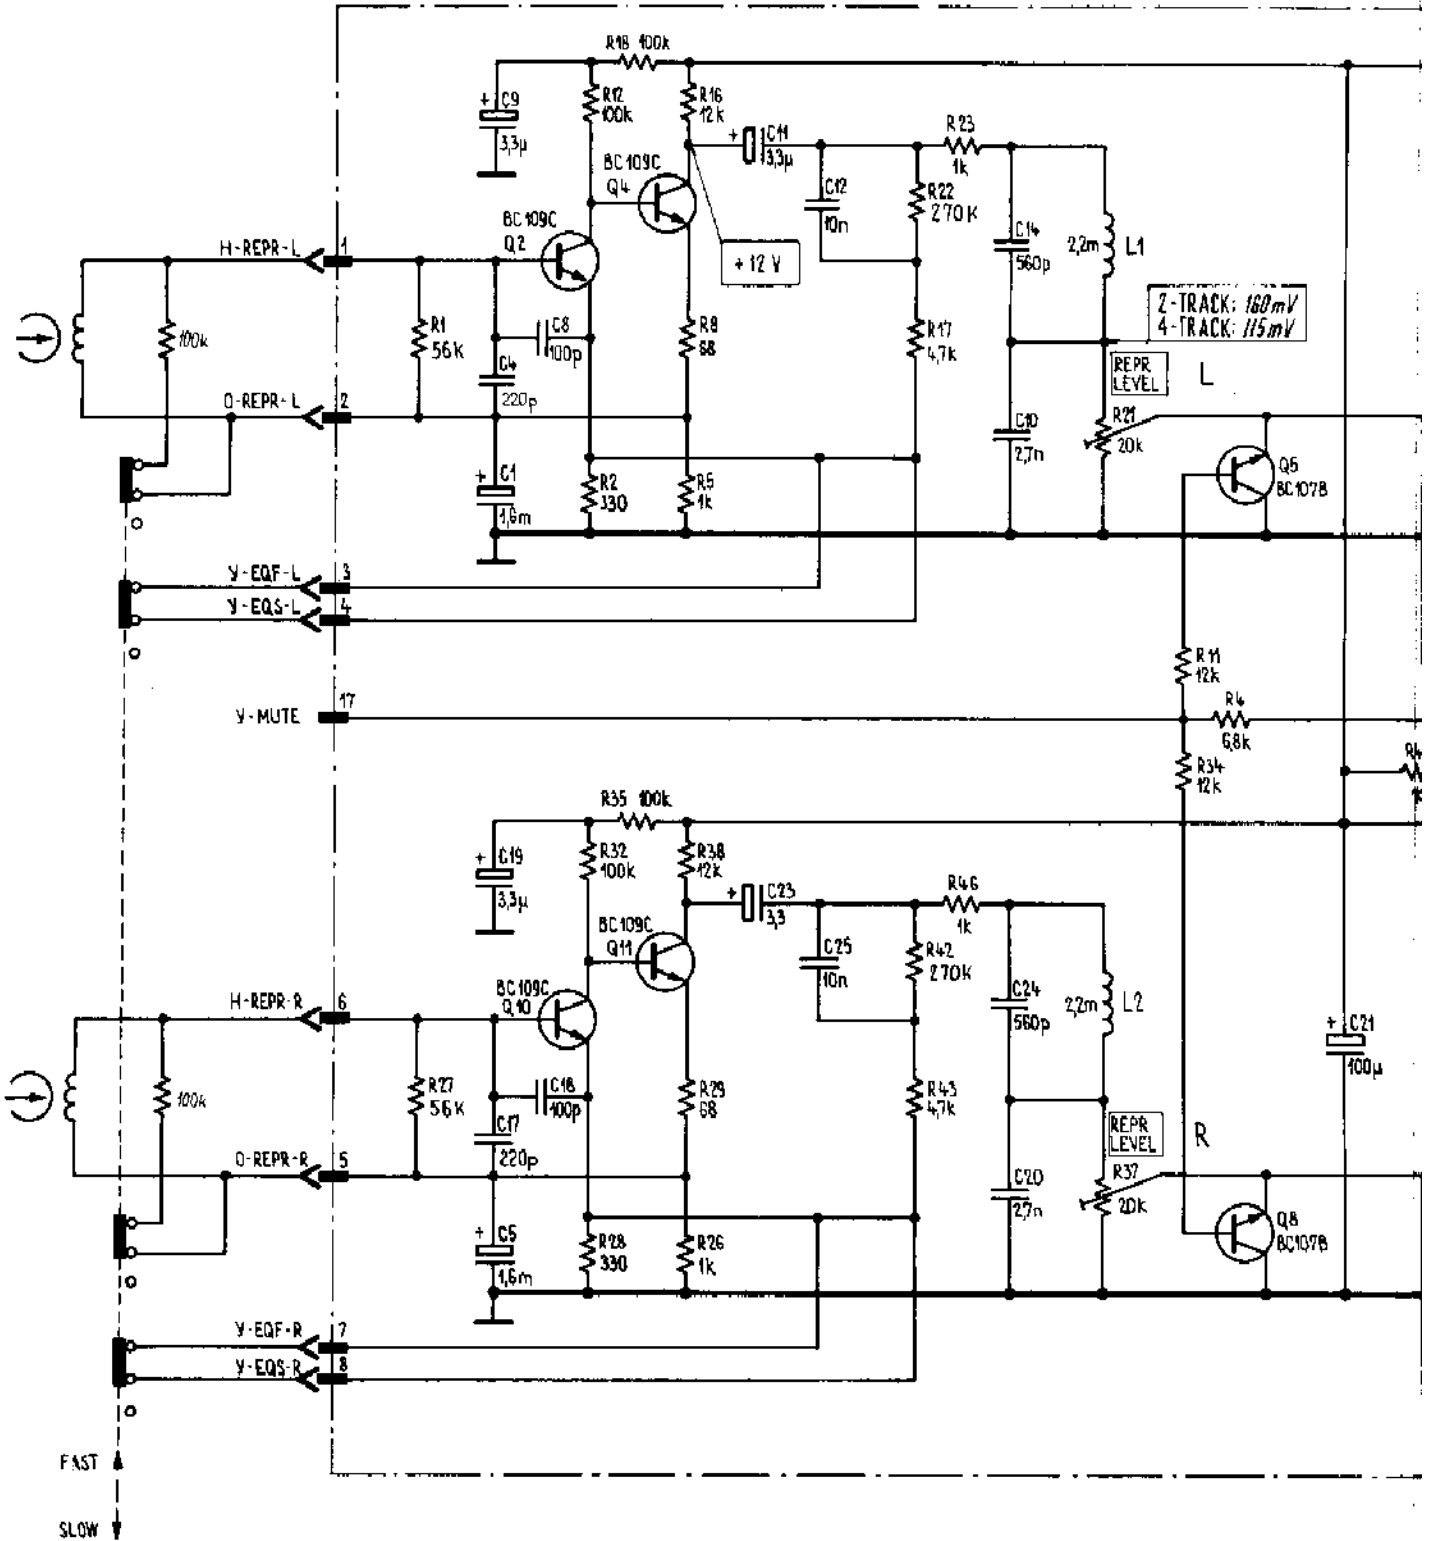 R18 100k
+ C9
3,3µ
R12
100k
R16
12k
+ C11
3,3µ
R23
1k
BC109C
Q4
C12
10n
R22
270K
BC109C
Q2
C14
560p
2,2m L1
H-REPR-L 1
+12 V
2-TRACK: 160mV
4-TRACK: 115mV
100k
R1
56K
C8
100p
R8
68
R17
4,7k
REPR
LEVEL L
C4
220p
O-REPR-L 2
C10
2,7n
R21
20k
+ C1
1,6m
R2
330
R5
1k
Q5
BC107B
Y-EQF-L 3
Y-EQS-L 4
R11
12k
17
Y-MUTE
R4
6,8k
R34
12k
R4
R35 100k
+ C19
3,3µ
R32
100k
R38
12k
+ C23
3,3
R46
1k
BC109C
Q11
C25
10n
R42
270K
BC109C
Q10
C24
560p
2,2m L2
H-REPR-R 6
+ C21
100µ
100k
R27
56K
C18
100p
R29
68
R43
4,7k
REPR
LEVEL R
C17
220p
O-REPR-R 5
C20
2,7n
R37
20k
+ C5
1,6m
R28
330
R26
1k
Q8
BC107B
Y-EQF-R 7
Y-EQS-R 8
FAST
SLOW